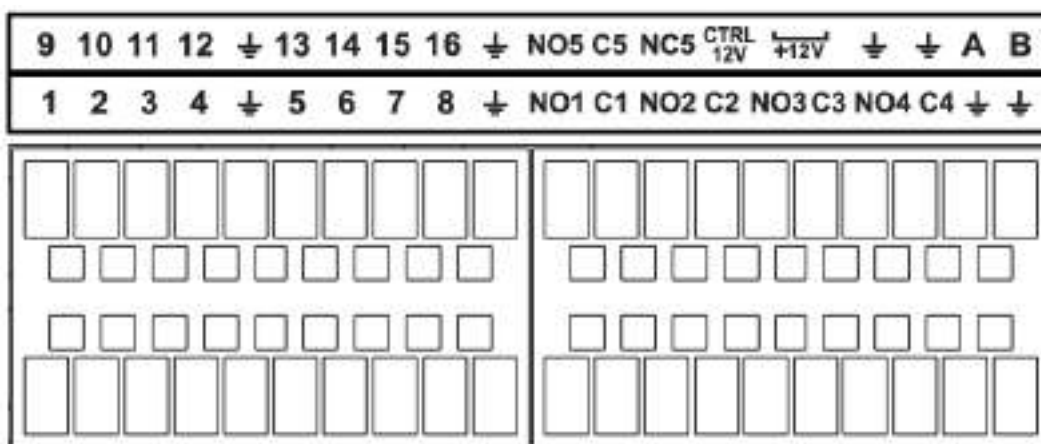 9 10 11 12 ⏚ 13 14 15 16 ⏚ NO5 C5 NC5 CTRL 12V +12V ⏚ ⏚ A B
1 2 3 4 ⏚ 5 6 7 8 ⏚ NO1 C1 NO2 C2 NO3 C3 NO4 C4 ⏚ ⏚